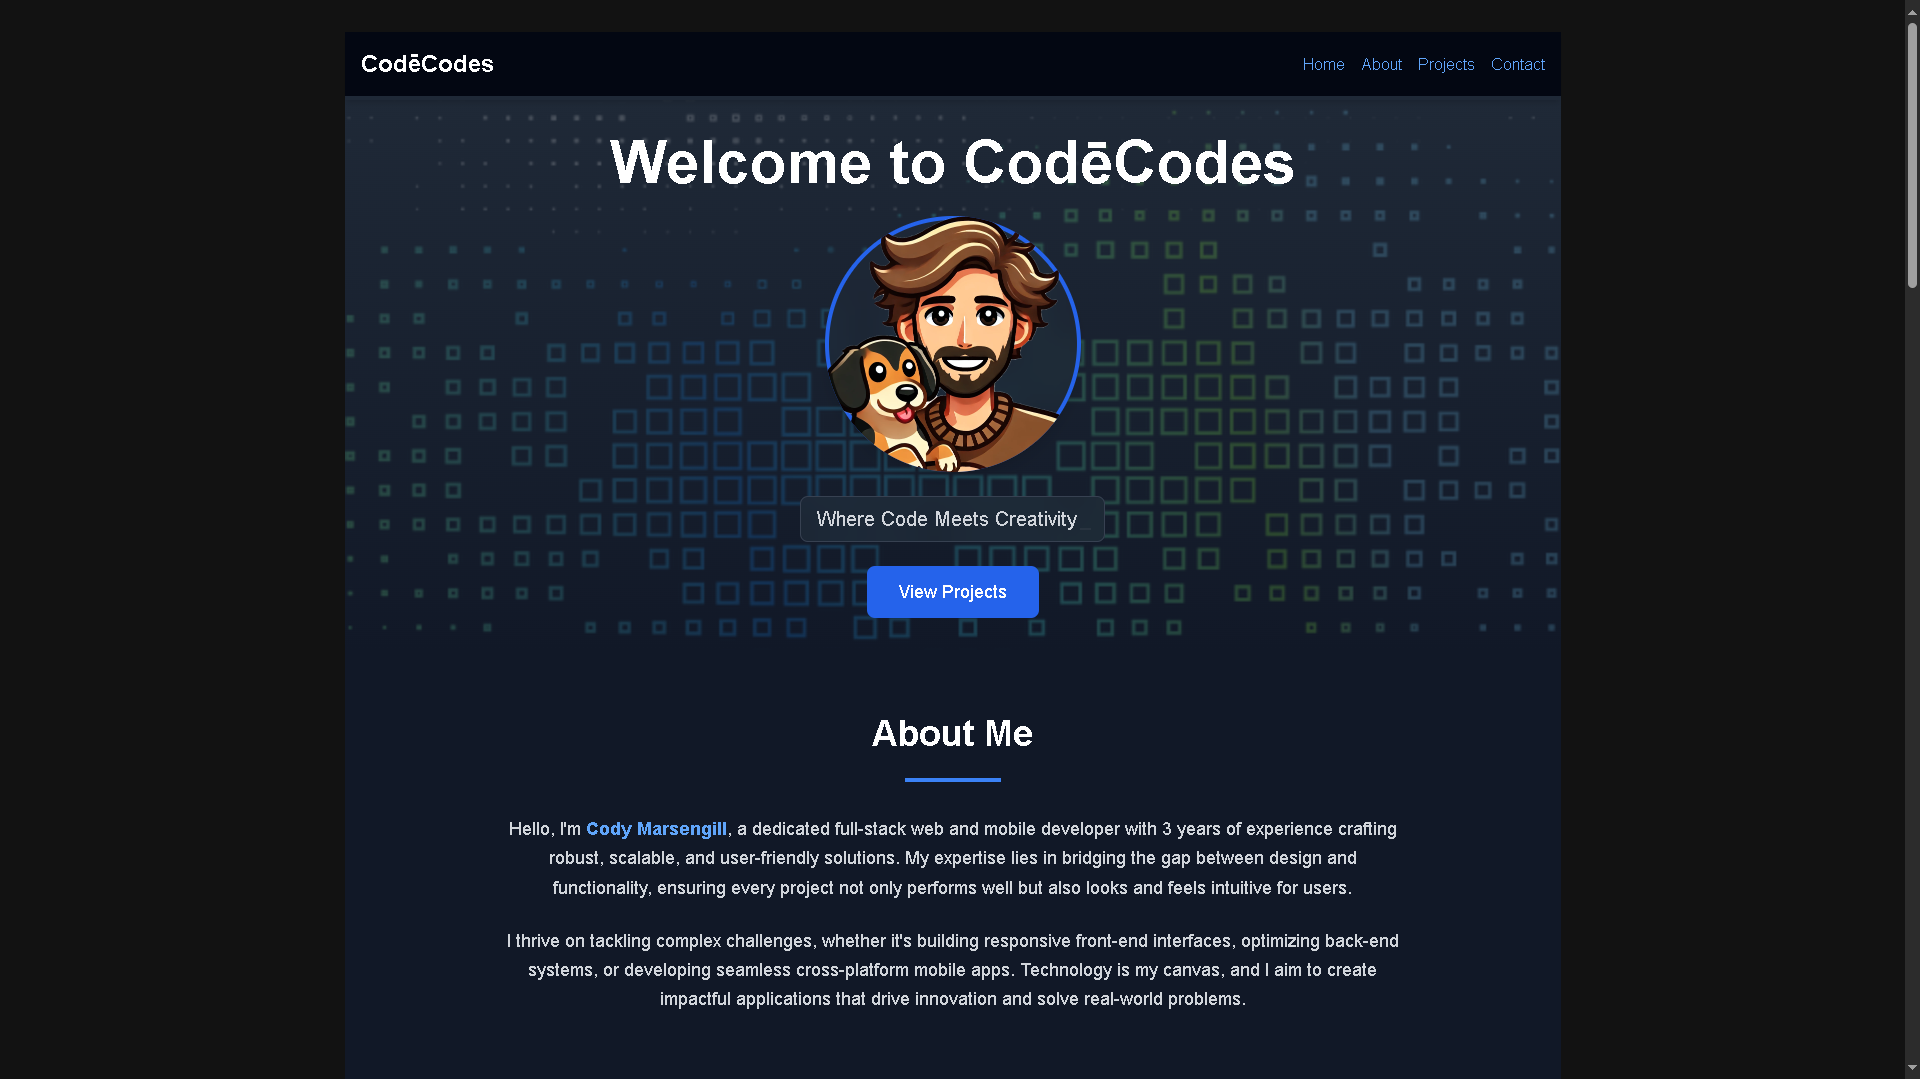 CodēCodes
Home About Projects Contact
Welcome to CodēCodes
Where Code Meets Creativity_
View Projects
About Me
Hello, I'm Cody Marsengill, a dedicated full-stack web and mobile developer with 3 years of experience crafting
robust, scalable, and user-friendly solutions. My expertise lies in bridging the gap between design and
functionality, ensuring every project not only performs well but also looks and feels intuitive for users.
I thrive on tackling complex challenges, whether it's building responsive front-end interfaces, optimizing back-end
systems, or developing seamless cross-platform mobile apps. Technology is my canvas, and I aim to create
impactful applications that drive innovation and solve real-world problems.